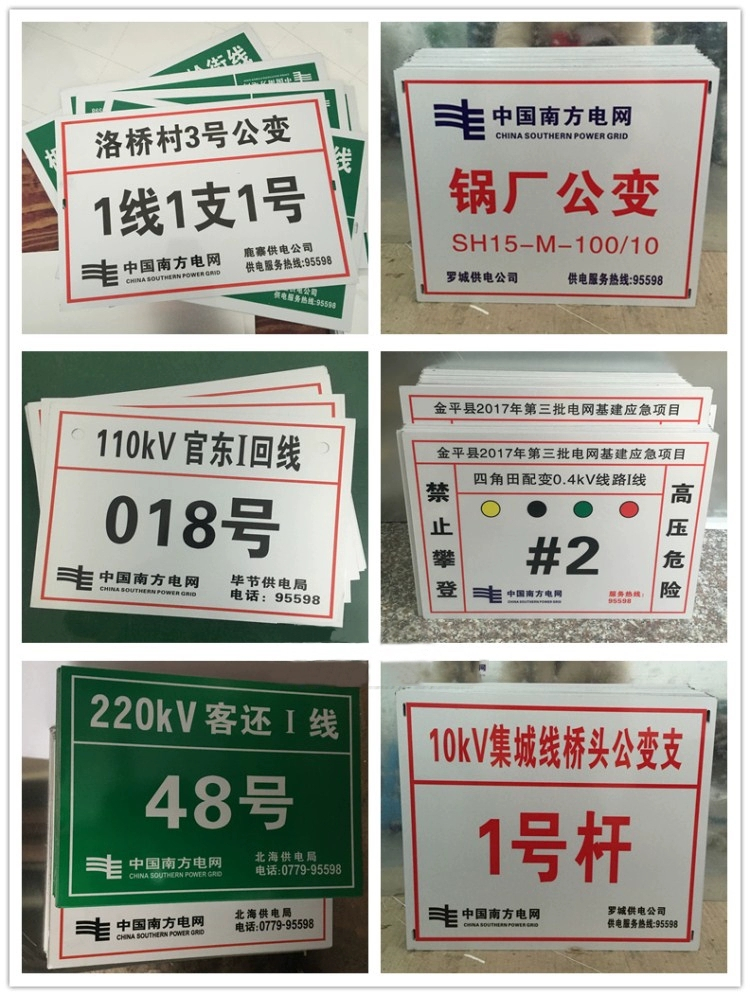 洛桥村3号公变
1线1支1号
中国南方电网
CHINA SOUTHERN POWER GRID
鹿寨供电公司
供电服务热线:95598
中国南方电网
CHINA SOUTHERN POWER GRID
锅厂公变
SH15-M-100/10
罗城供电公司
供电服务热线:95598
110kV 官东I回线
018号
中国南方电网
CHINA SOUTHERN POWER GRID
毕节供电局
电话：95598
金平县2017年第三批电网基建应急项目
金平县2017年第三批电网基建应急项目
四角田配变0.4kV线路I线
禁止攀登
#2
高压危险
中国南方电网
CHINA SOUTHERN POWER GRID
服务热线:
95598
220kV 客还 I 线
48号
中国南方电网
CHINA SOUTHERN POWER GRID
北海供电局
电话:0779-95598
中国南方电网
CHINA SOUTHERN POWER GRID
北海供电局
电话:0779-95598
10kV集城线桥头公变支
1号杆
中国南方电网
CHINA SOUTHERN POWER GRID
罗城供电公司
供电服务热线:95598